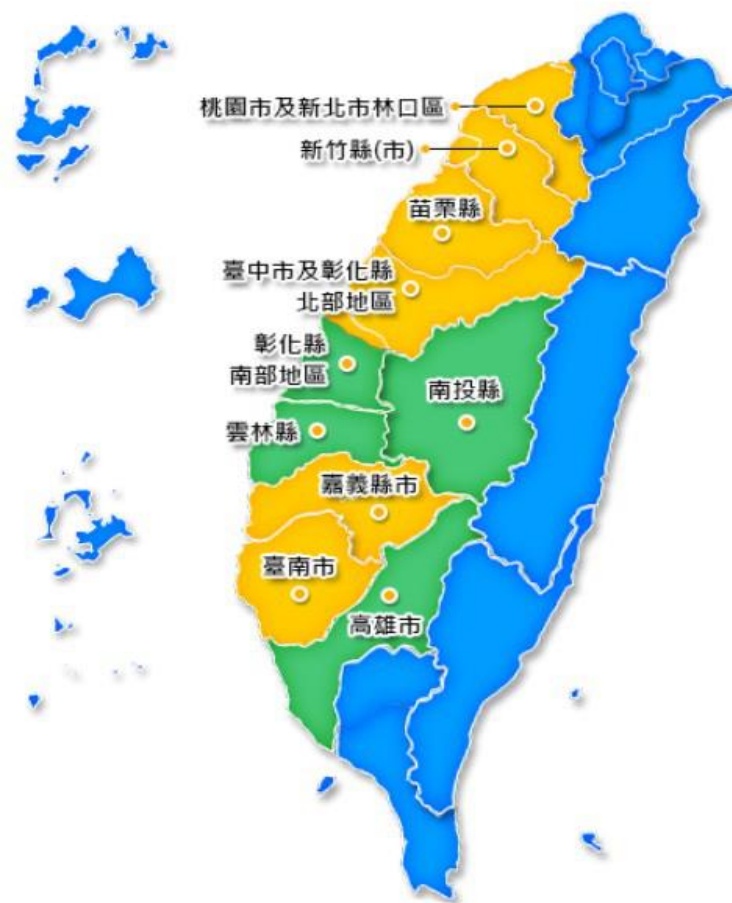 桃園市及新北市林口區
新竹縣(市)
苗栗縣
臺中市及彰化縣
北部地區
彰化縣
南部地區
南投縣
雲林縣
嘉義縣市
臺南市
高雄市